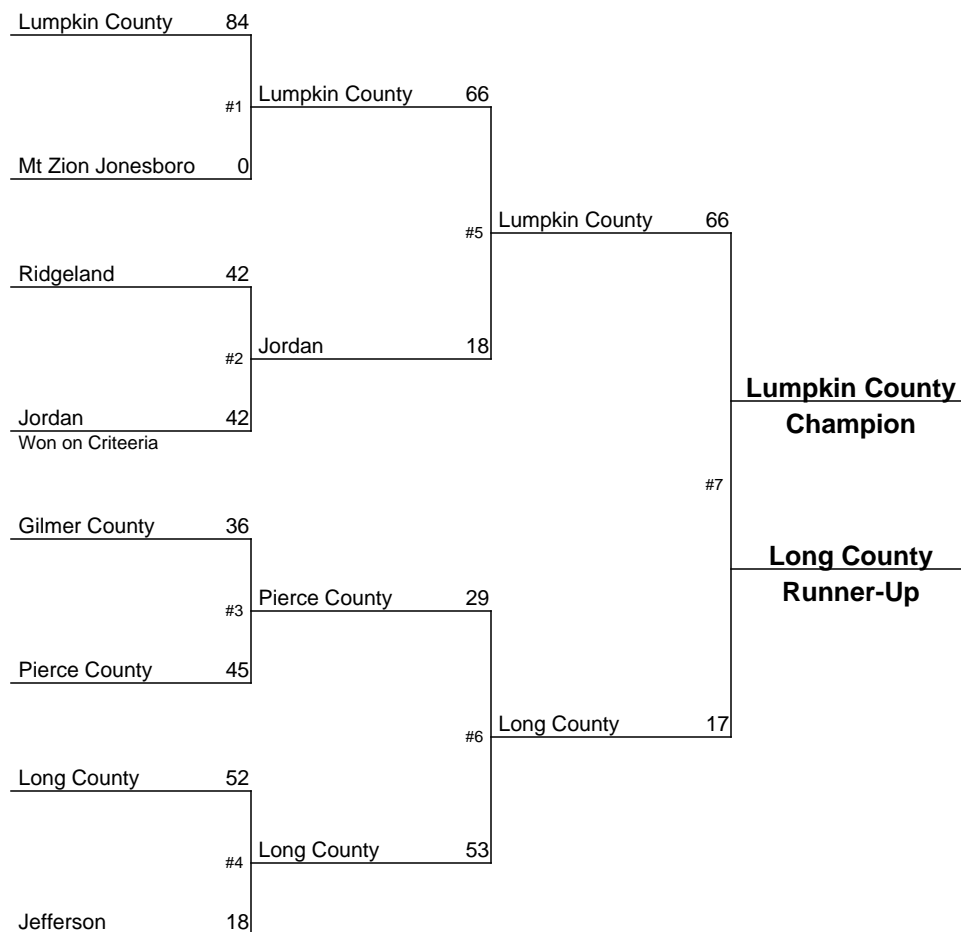 Lumpkin County 84
#1 Lumpkin County 66
Mt Zion Jonesboro 0
#5 Lumpkin County 66
Ridgeland 42
#2 Jordan 18
Jordan 42
Won on Criteeria
Lumpkin County
Champion
#7
Gilmer County 36
#3 Pierce County 29
Pierce County 45
Long County
Runner-Up
#6 Long County 17
Long County 52
#4 Long County 53
Jefferson 18